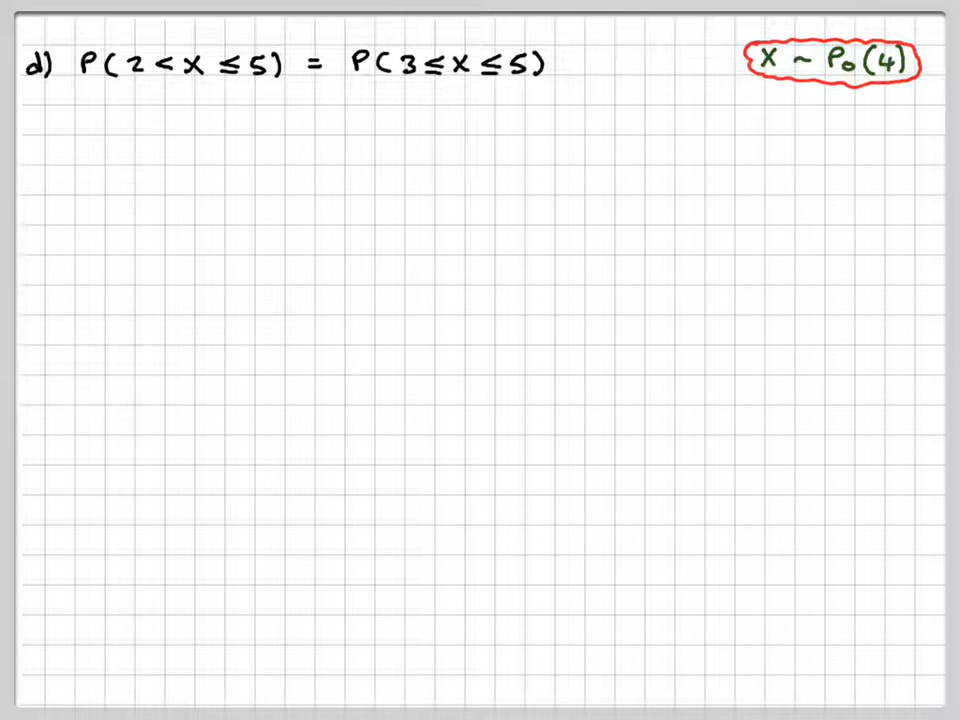 d) P(2 < X ≤ 5) = P(3 ≤ X ≤ 5)
X ~ Po(4)